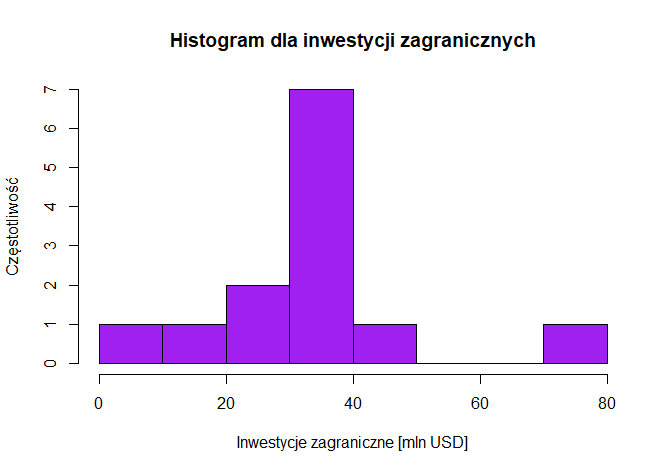 Histogram dla inwestycji zagranicznych
Częstotliwość
7
6
5
4
3
2
1
0
0 20 40 60 80
Inwestycje zagraniczne [mln USD]